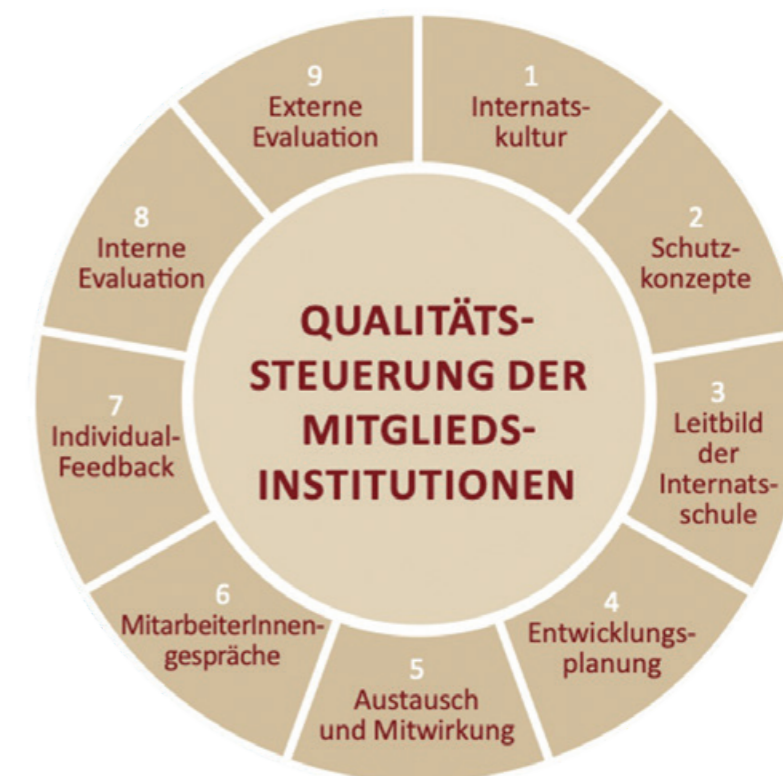 QUALITÄTS-
STEUERUNG DER
MITGLIEDS-
INSTITUTIONEN
1
Internats-
kultur
2
Schutz-
konzepte
3
Leitbild
der
Internats-
schule
4
Entwicklungs-
planung
5
Austausch
und Mitwirkung
6
MitarbeiterInnen-
gespräche
7
Individual-
Feedback
8
Interne
Evaluation
9
Externe
Evaluation